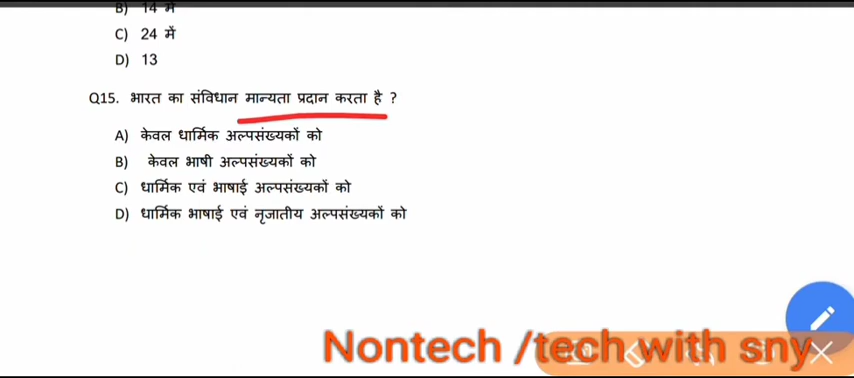 B) 14 में
C) 24 में
D) 13
Q15. भारत का संविधान मान्यता प्रदान करता है ?
A) केवल धार्मिक अल्पसंख्यकों को
B) केवल भाषी अल्पसंख्यकों को
C) धार्मिक एवं भाषाई अल्पसंख्यकों को
D) धार्मिक भाषाई एवं नृजातीय अल्पसंख्यकों को
Nontech /tech with sny